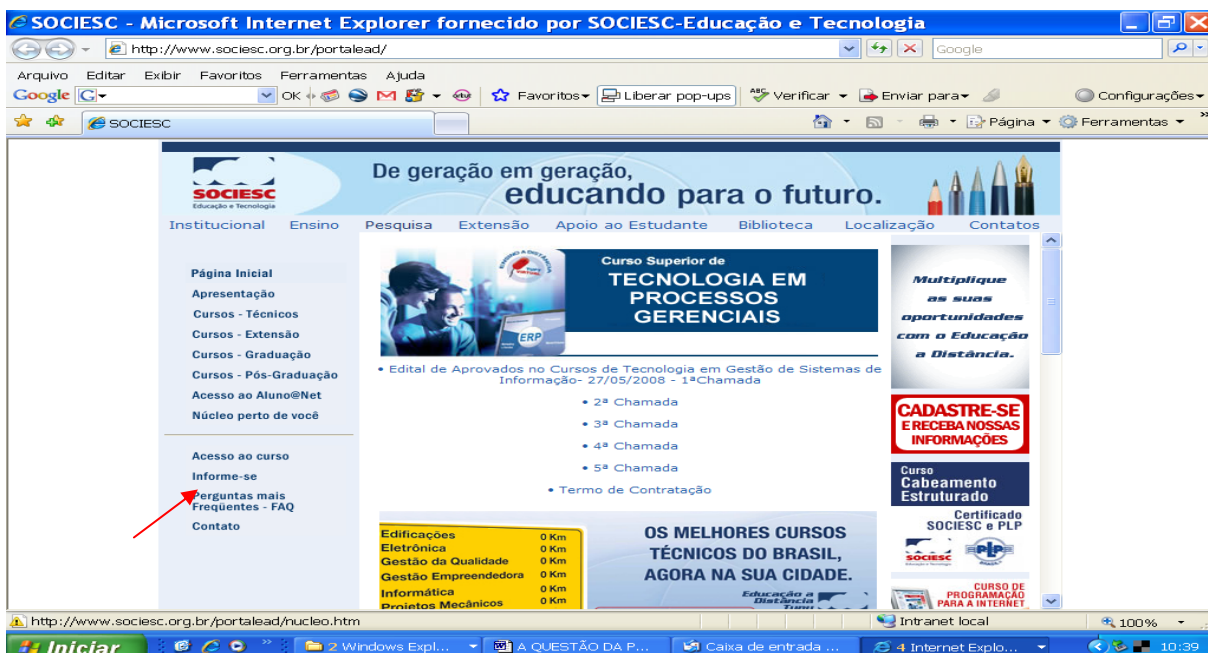 SOCIESC - Microsoft Internet Explorer fornecido por SOCIESC-Educação e Tecnologia
http://www.sociesc.org.br/portalead/
Google
Arquivo Editar Exibir Favoritos Ferramentas Ajuda
Google G OK Favoritos Liberar pop-ups ABC Verificar Enviar para Configurações
SOCIESC Página Ferramentas
SOCIESC
Educação e Tecnologia
De geração em geração,
educando para o futuro.
Institucional Ensino Pesquisa Extensão Apoio ao Estudante Biblioteca Localização Contatos
Página Inicial
Apresentação
Cursos - Técnicos
Cursos - Extensão
Cursos - Graduação
Cursos - Pós-Graduação
Acesso ao Aluno@Net
Núcleo perto de você
Acesso ao curso
Informe-se
Perguntas mais
Freqüentes - FAQ
Contato
ERP
Curso Superior de
TECNOLOGIA EM
PROCESSOS
GERENCIAIS
• Edital de Aprovados no Cursos de Tecnologia em Gestão de Sistemas de
Informação- 27/05/2008 - 1ªChamada
• 2ª Chamada
• 3ª Chamada
• 4ª Chamada
• 5ª Chamada
• Termo de Contratação
Edificações 0 Km
Eletrônica 0 Km
Gestão da Qualidade 0 Km
Gestão Empreendedora 0 Km
Informática 0 Km
Projetos Mecânicos 0 Km
OS MELHORES CURSOS
TÉCNICOS DO BRASIL,
AGORA NA SUA CIDADE.
Educação a
Distância
Tupy
Multiplique
as suas
oportunidades
com a Educação
a Distância.
CADASTRE-SE
E RECEBA NOSSAS
INFORMAÇÕES
Curso
Cabeamento
Estruturado
Certificado
SOCIESC e PLP
SOCIESC
PLP
CURSO DE
PROGRAMAÇÃO
PARA A INTERNET
http://www.sociesc.org.br/portalead/nucleo.htm Intranet local 100%
Iniciar 2 Windows Expl... A QUESTÃO DA P... Caixa de entrada ... 4 Internet Explo... 10:39